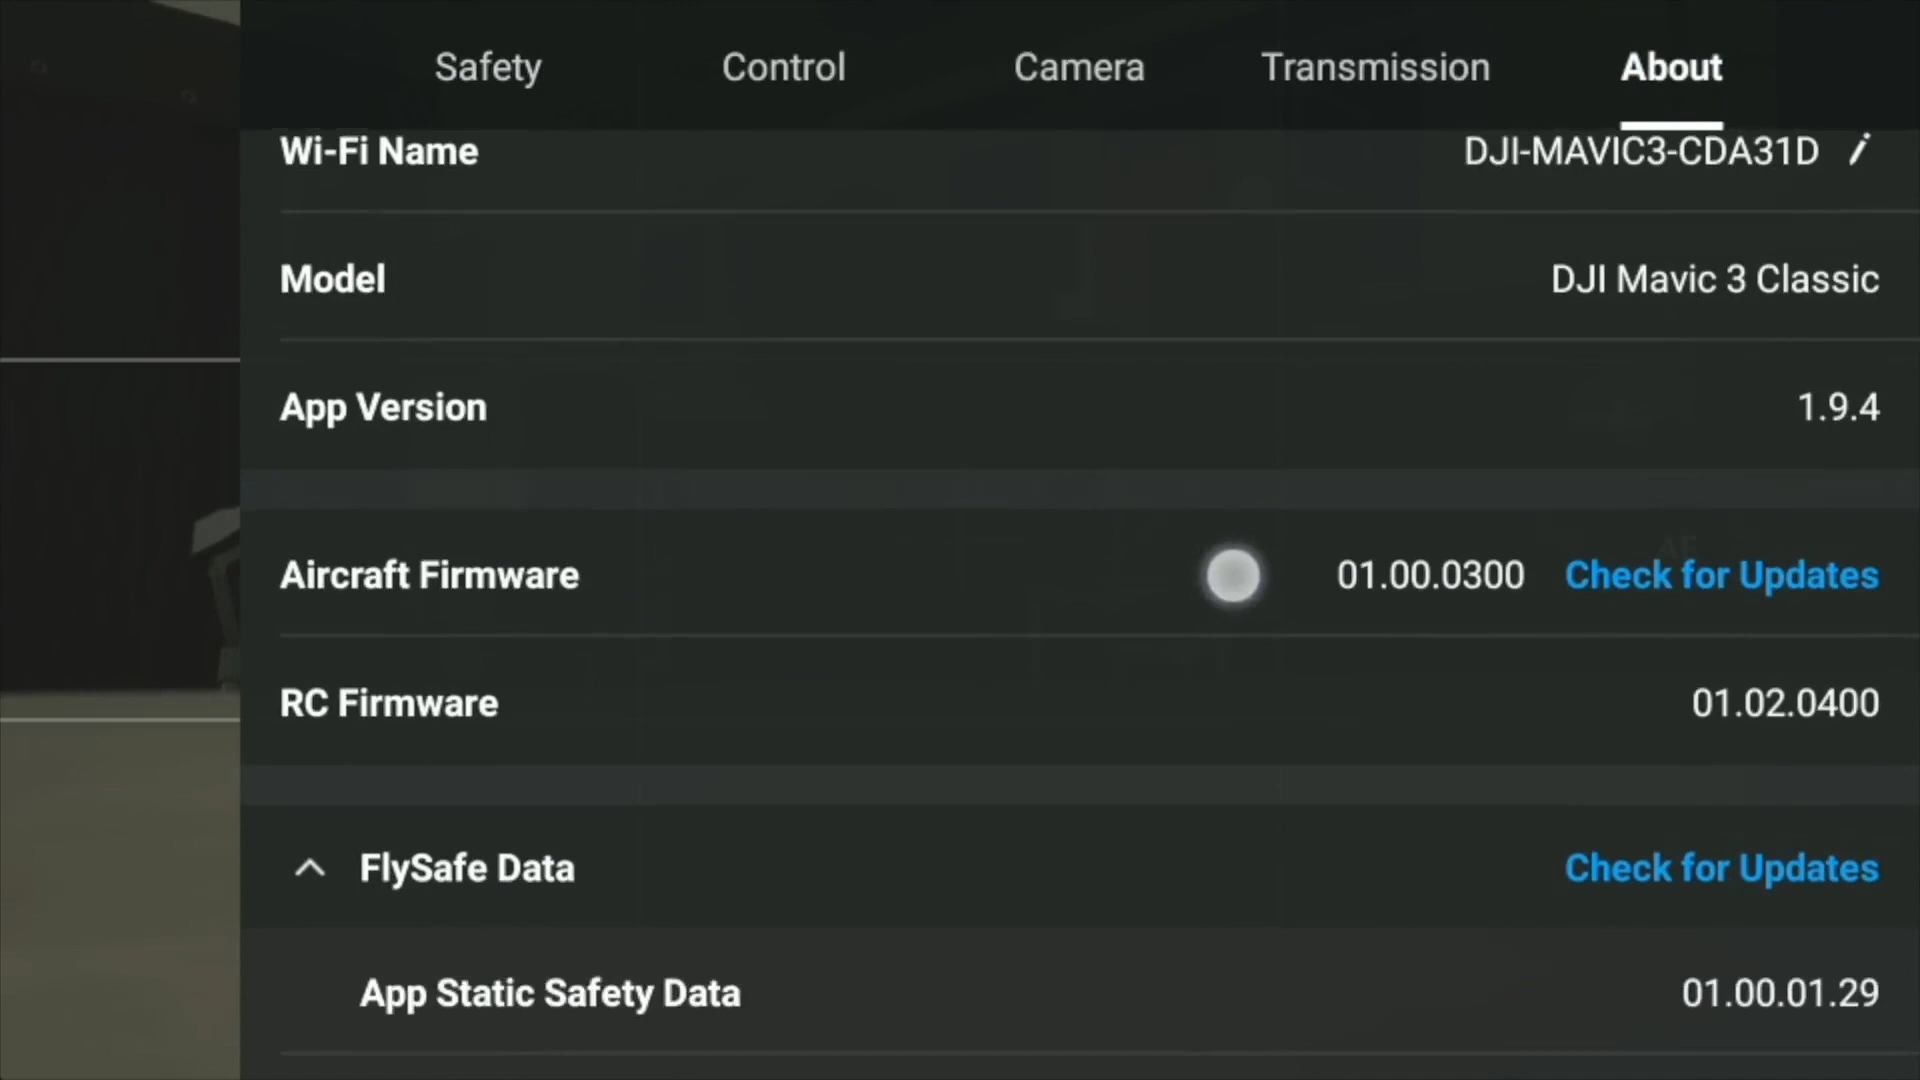 Safety Control Camera Transmission About
Wi-Fi Name DJI-MAVIC3-CDA31D
Model DJI Mavic 3 Classic
App Version 1.9.4
Aircraft Firmware 01.00.0300 Check for Updates
RC Firmware 01.02.0400
FlySafe Data Check for Updates
App Static Safety Data 01.00.01.29